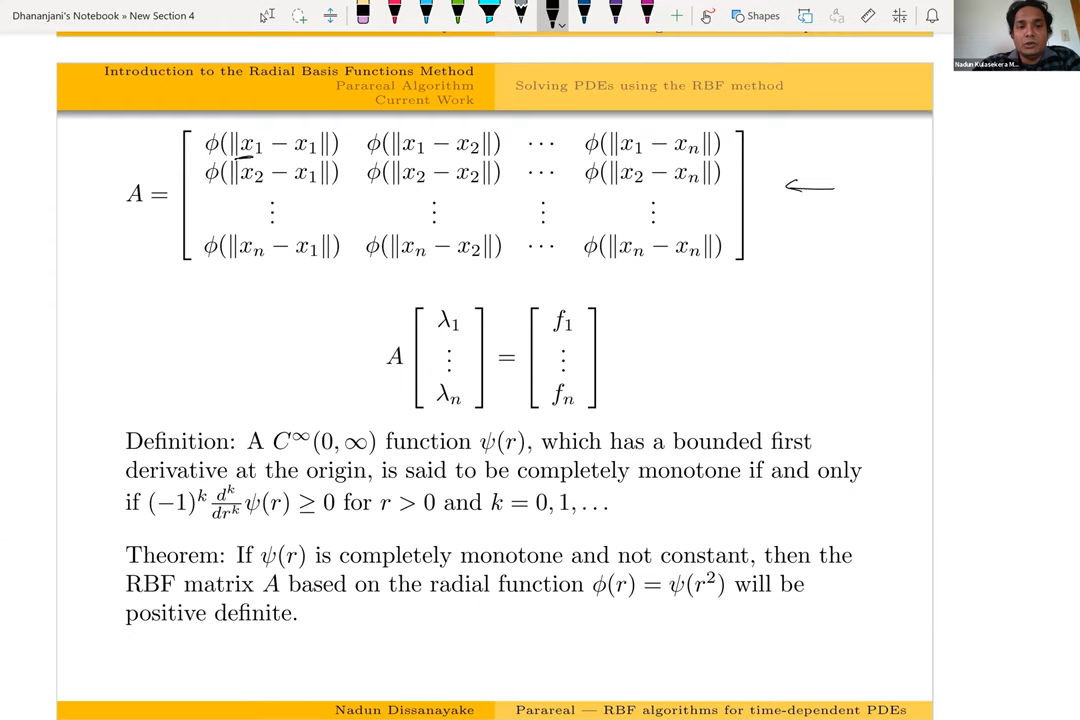 Dhananjani's Notebook » New Section 4
Shapes
Nadun Kulasekera M...
Introduction to the Radial Basis Functions Method
Parareal Algorithm
Current Work
Solving PDEs using the RBF method
A = [ ϕ(‖x₁ − x₁‖) ϕ(‖x₁ − x₂‖) ⋯ ϕ(‖x₁ − xₙ‖)
ϕ(‖x₂ − x₁‖) ϕ(‖x₂ − x₂‖) ⋯ ϕ(‖x₂ − xₙ‖)
⋮ ⋮ ⋮ ⋮
ϕ(‖xₙ − x₁‖) ϕ(‖xₙ − x₂‖) ⋯ ϕ(‖xₙ − xₙ‖) ]
A [ λ₁ ⋮ λₙ ] = [ f₁ ⋮ fₙ ]
Definition: A C^∞(0, ∞) function ψ(r), which has a bounded first
derivative at the origin, is said to be completely monotone if and only
if (−1)^k d^k/dr^k ψ(r) ≥ 0 for r > 0 and k = 0, 1, . . .
Theorem: If ψ(r) is completely monotone and not constant, then the
RBF matrix A based on the radial function ϕ(r) = ψ(r²) will be
positive definite.
Nadun Dissanayake
Parareal — RBF algorithms for time-dependent PDEs